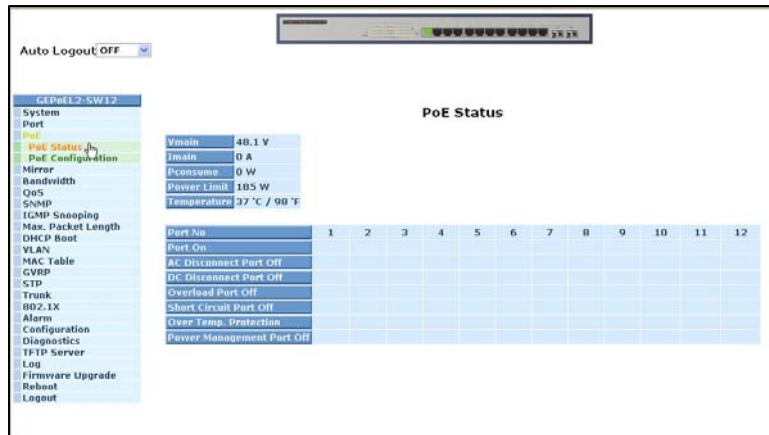 Auto Logout OFF
GEPoEL2-SW12
System
Port
PoE
PoE Status
PoE Configuration
Mirror
Bandwidth
QoS
SNMP
IGMP Snooping
Max. Packet Length
DHCP Boot
VLAN
MAC Table
GVRP
STP
Trunk
802.1X
Alarm
Configuration
Diagnostics
TFTP Server
Log
Firmware Upgrade
Reboot
Logout
PoE Status
Vmain 48.1 V
Imain 0 A
Pconsume 0 W
Power Limit 185 W
Temperature 37 'C / 98 'F
Port No 1 2 3 4 5 6 7 8 9 10 11 12
Port On
AC Disconnect Port Off
DC Disconnect Port Off
Overload Port Off
Short Circuit Port Off
Over Temp. Protection
Power Management Port Off